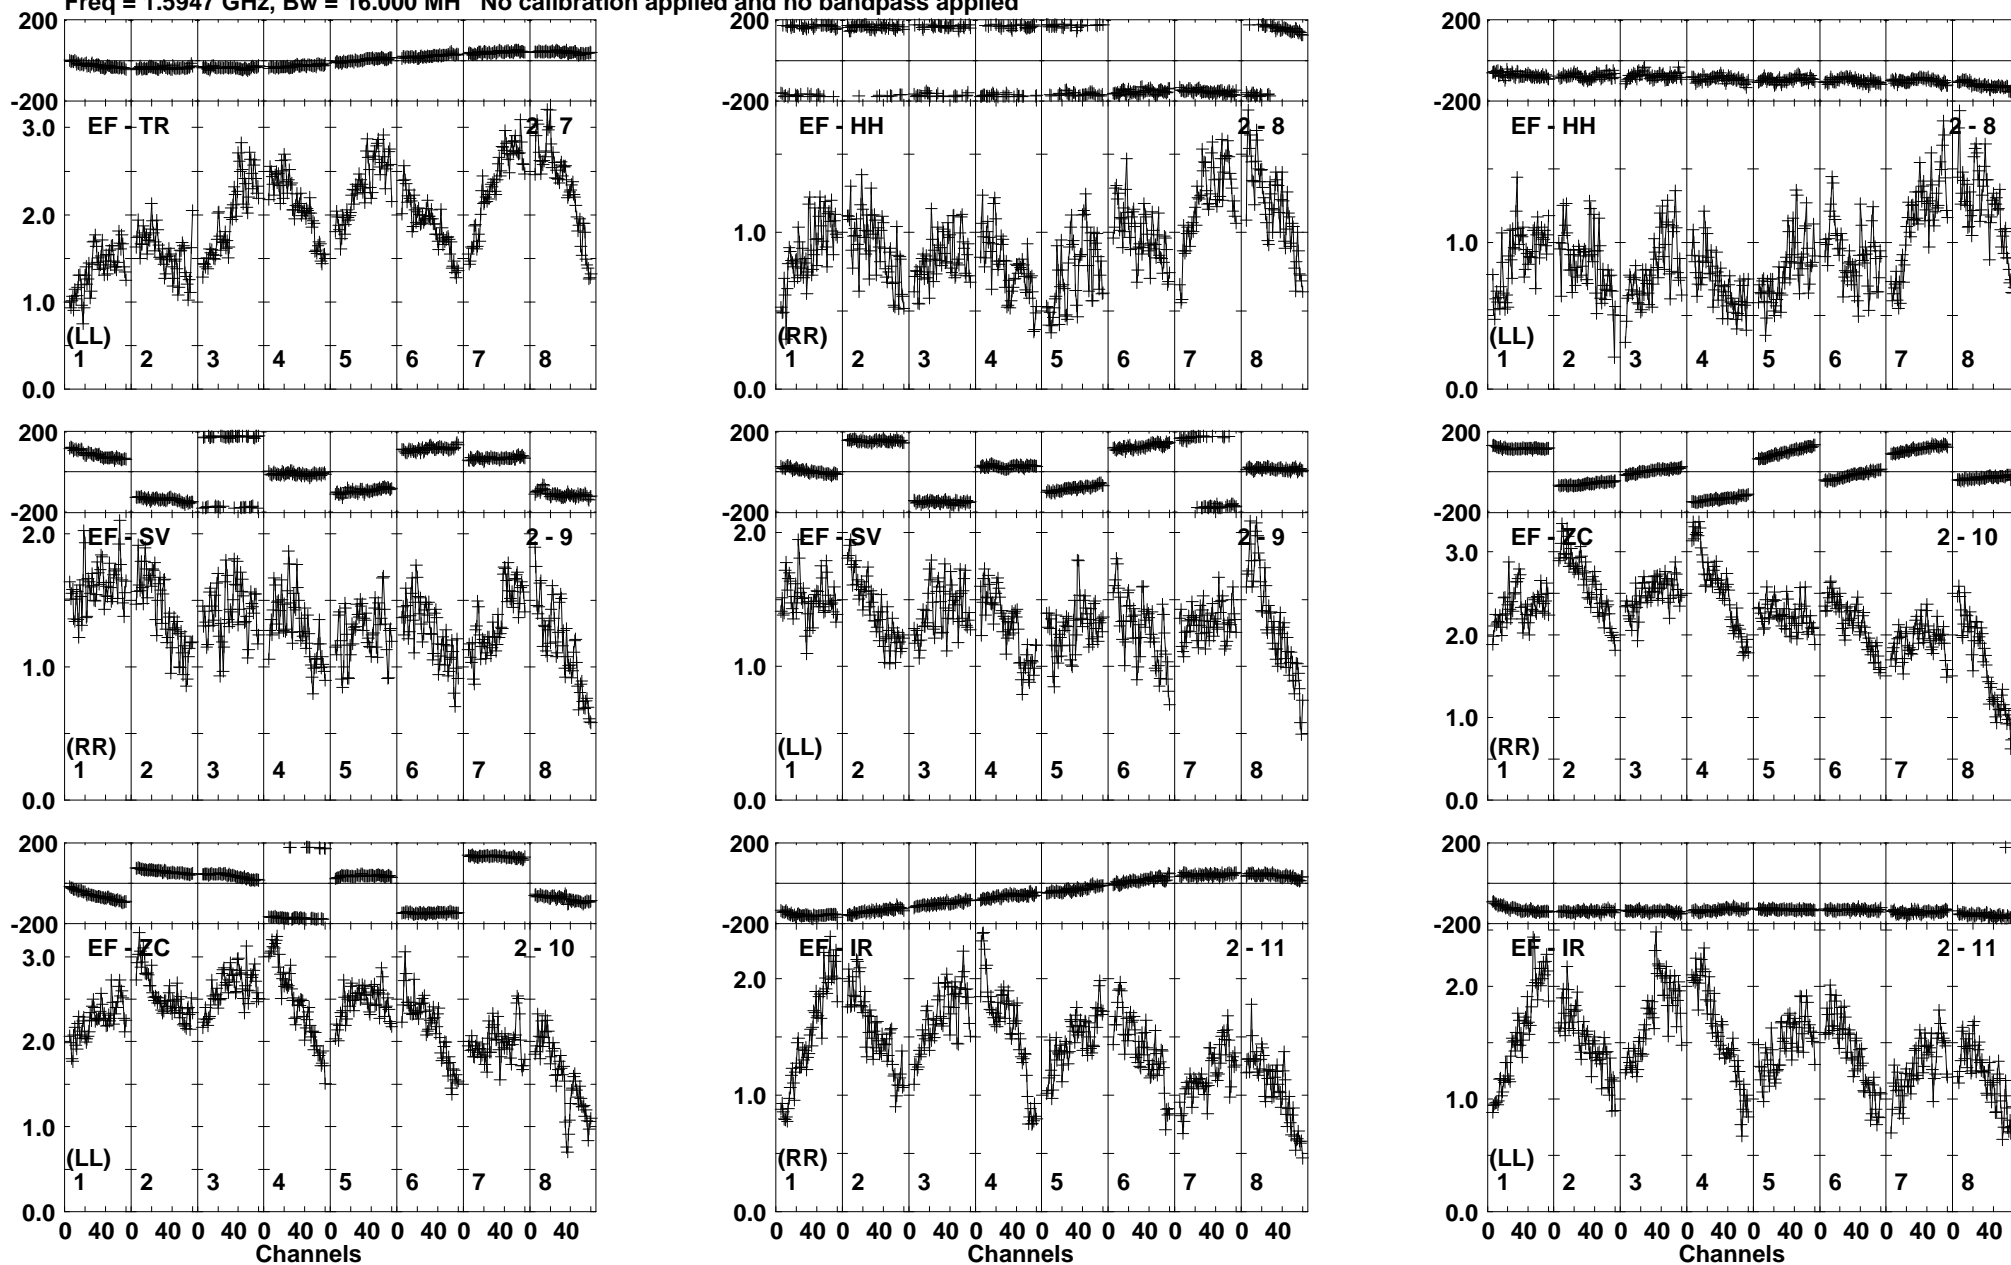 Freq = 1.5947 GHz, Bw = 16.000 MH No calibration applied and no bandpass applied
200 200 200
-200 -200 -200
3.0 EF - TR 2 - 7 EF - HH 2 - 8 EF - HH 2 - 8
2.0
1.0 1.0
1.0
(LL) (RR) (LL)
1 2 3 4 5 6 7 8 1 2 3 4 5 6 7 8 1 2 3 4 5 6 7 8
0.0 0.0 0.0
200 200 200
-200 -200 -200
2.0 EF - SV 2 - 9 2.0 EF - SV 2 - 9 EF - ZC 2 - 10
3.0
2.0
1.0 1.0
1.0
(RR) (LL) (RR)
1 2 3 4 5 6 7 8 1 2 3 4 5 6 7 8 1 2 3 4 5 6 7 8
0.0 0.0 0.0
200 200 200
-200 -200 -200
EF - ZC 2 - 10 EF - IR 2 - 11 EF - IR 2 - 11
3.0 2.0 2.0
2.0
1.0 1.0 1.0
(LL) (RR) (LL)
1 2 3 4 5 6 7 8 1 2 3 4 5 6 7 8 1 2 3 4 5 6 7 8
0.0 0.0 0.0
0 40 0 40 0 40 0 40 0 40 0 40 0 40 0 40 0 40 0 40 0 40 0 40 0 40 0 40 0 40 0 40 0 40 0 40 0 40 0 40 0 40 0 40 0 40 0 40
Channels Channels Channels